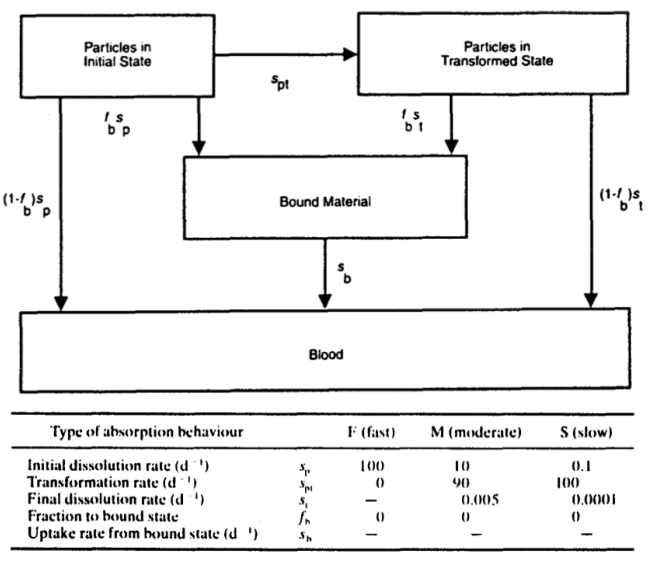 Particles in
Initial State
Particles in
Transformed State
s_pt
f_b s_p
f_b s_t
(1-f_b)s_p
Bound Material
(1-f_b)s_t
s_b
Blood
Type of absorption behaviour F (fast) M (moderate) S (slow)
Initial dissolution rate (d⁻¹) s_p 100 10 0.1
Transformation rate (d⁻¹) s_pt 0 90 100
Final dissolution rate (d⁻¹) s_t — 0.005 0.0001
Fraction to bound state f_b 0 0 0
Uptake rate from bound state (d⁻¹) s_b — — —